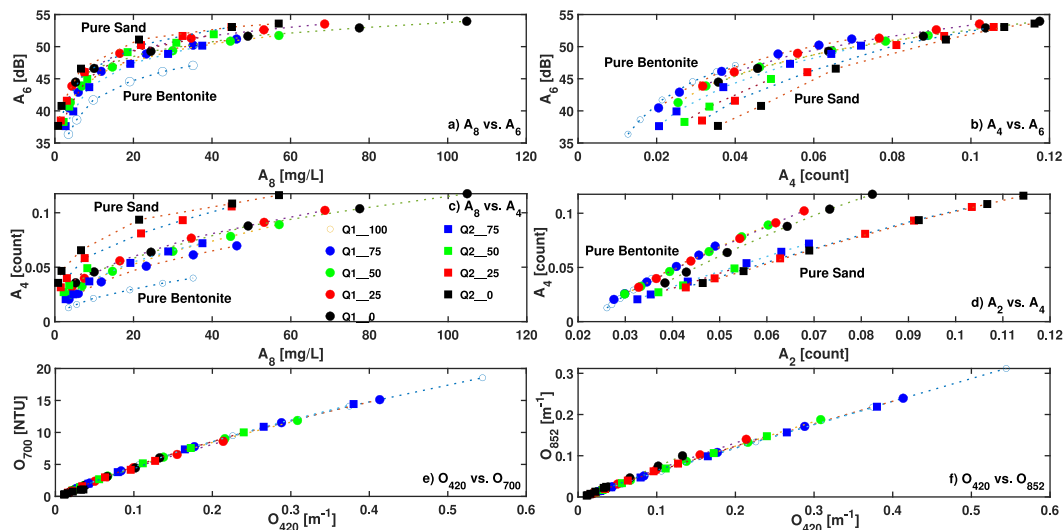 60
55
50
45
40
35
A6 [dB]
Pure Sand
Pure Bentonite
a) A8 vs. A6
0 20 40 60 80 100 120
A8 [mg/L]
60
55
50
45
40
35
A6 [dB]
Pure Bentonite
Pure Sand
b) A4 vs. A6
0 0.02 0.04 0.06 0.08 0.1 0.12
A4 [count]
0.1
0.05
0
A4 [count]
Pure Sand
Pure Bentonite
c) A8 vs. A4
Q1__100
Q1__75
Q1__50
Q1__25
Q1__0
Q2__75
Q2__50
Q2__25
Q2__0
0 20 40 60 80 100 120
A8 [mg/L]
0.1
0.05
0
A4 [count]
Pure Bentonite
Pure Sand
d) A2 vs. A4
0.02 0.03 0.04 0.05 0.06 0.07 0.08 0.09 0.1 0.11 0.12
A2 [count]
20
15
10
5
0
O700 [NTU]
e) O420 vs. O700
0 0.1 0.2 0.3 0.4 0.5 0.6
O420 [m-1]
0.3
0.2
0.1
0
O852 [m-1]
f) O420 vs. O852
0 0.1 0.2 0.3 0.4 0.5 0.6
O420 [m-1]